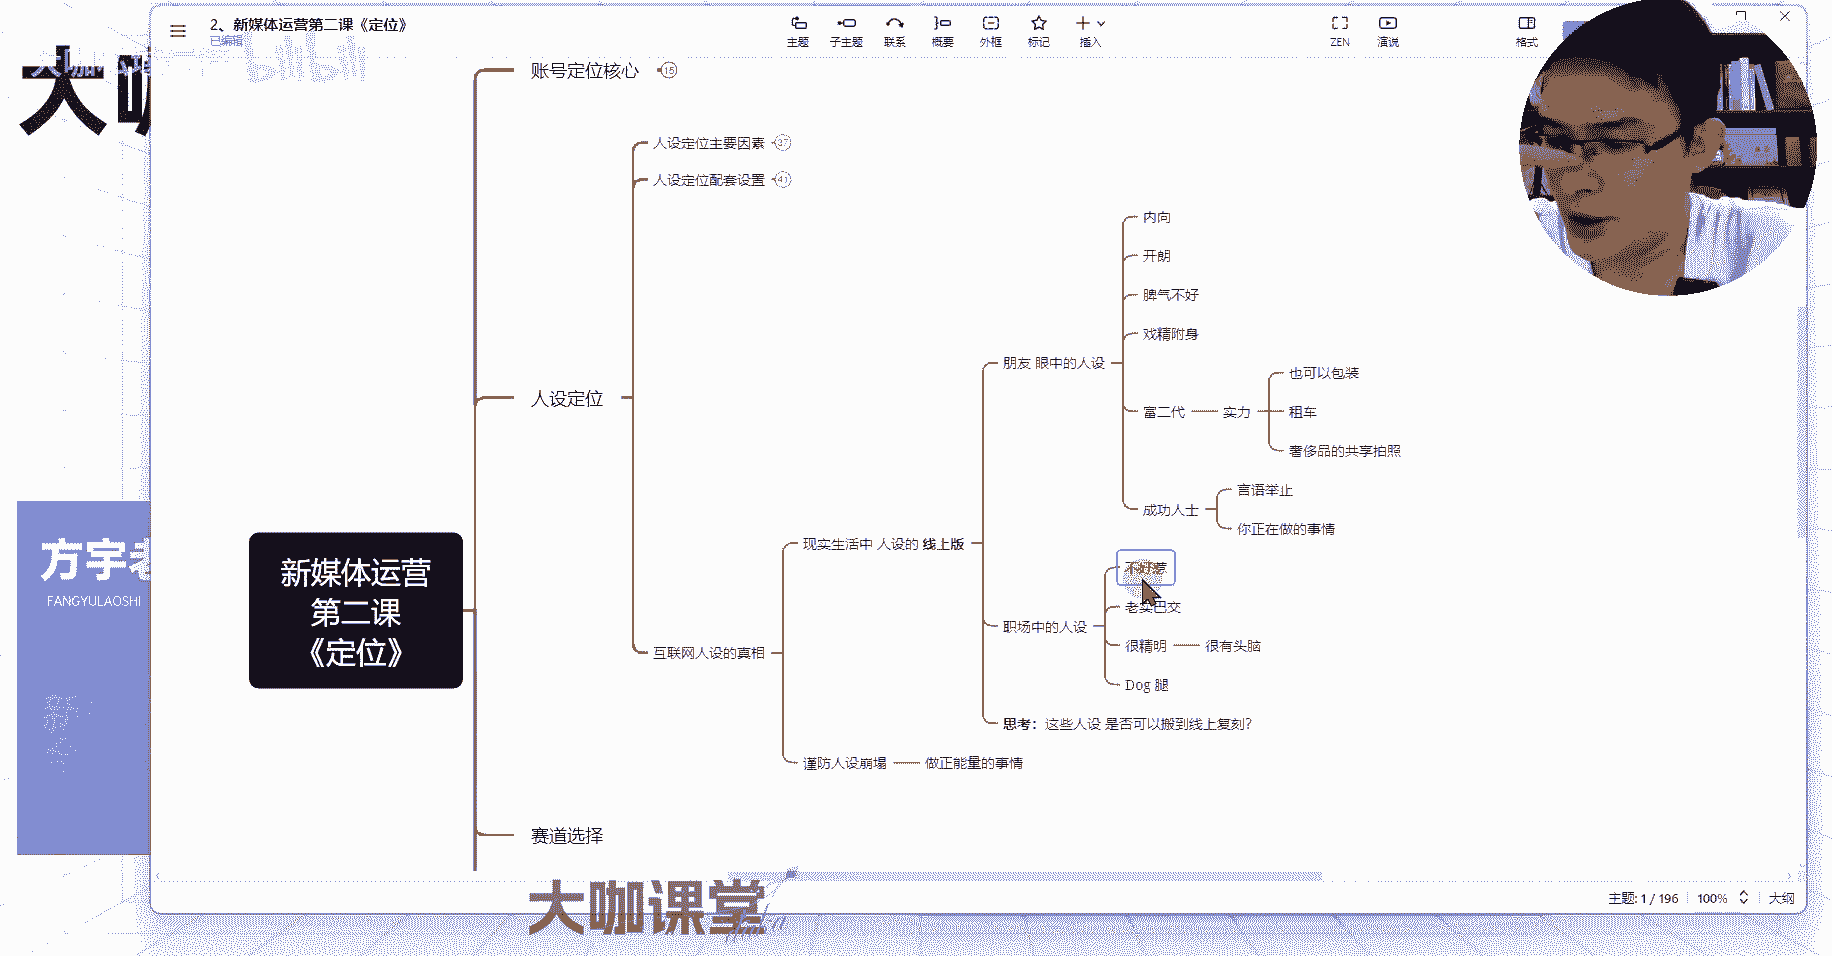 2、新媒体运营第二课《定位》
已编辑
主题
子主题
联系
概要
外框
标记
插入
ZEN
演说
格式
bilibili
大咖
账号定位核心
15
人设定位主要因素
37
人设定位配套设置
41
内向
开朗
脾气不好
戏精附身
朋友 眼中的人设
也可以包装
人设定位
富二代
实力
租车
奢侈品的共享拍照
言语举止
成功人士
你正在做的事情
方宇老
FANGYULAOSHI
新媒体运营
第二课
《定位》
现实生活中 人设的 线上版
不好惹
老实巴交
职场中的人设
很精明
很有头脑
互联网人设的真相
Dog 腿
思考：这些人设 是否可以搬到线上复刻？
谨防人设崩塌
做正能量的事情
赛道选择
大咖课堂
主题: 1 / 196
100%
大纲